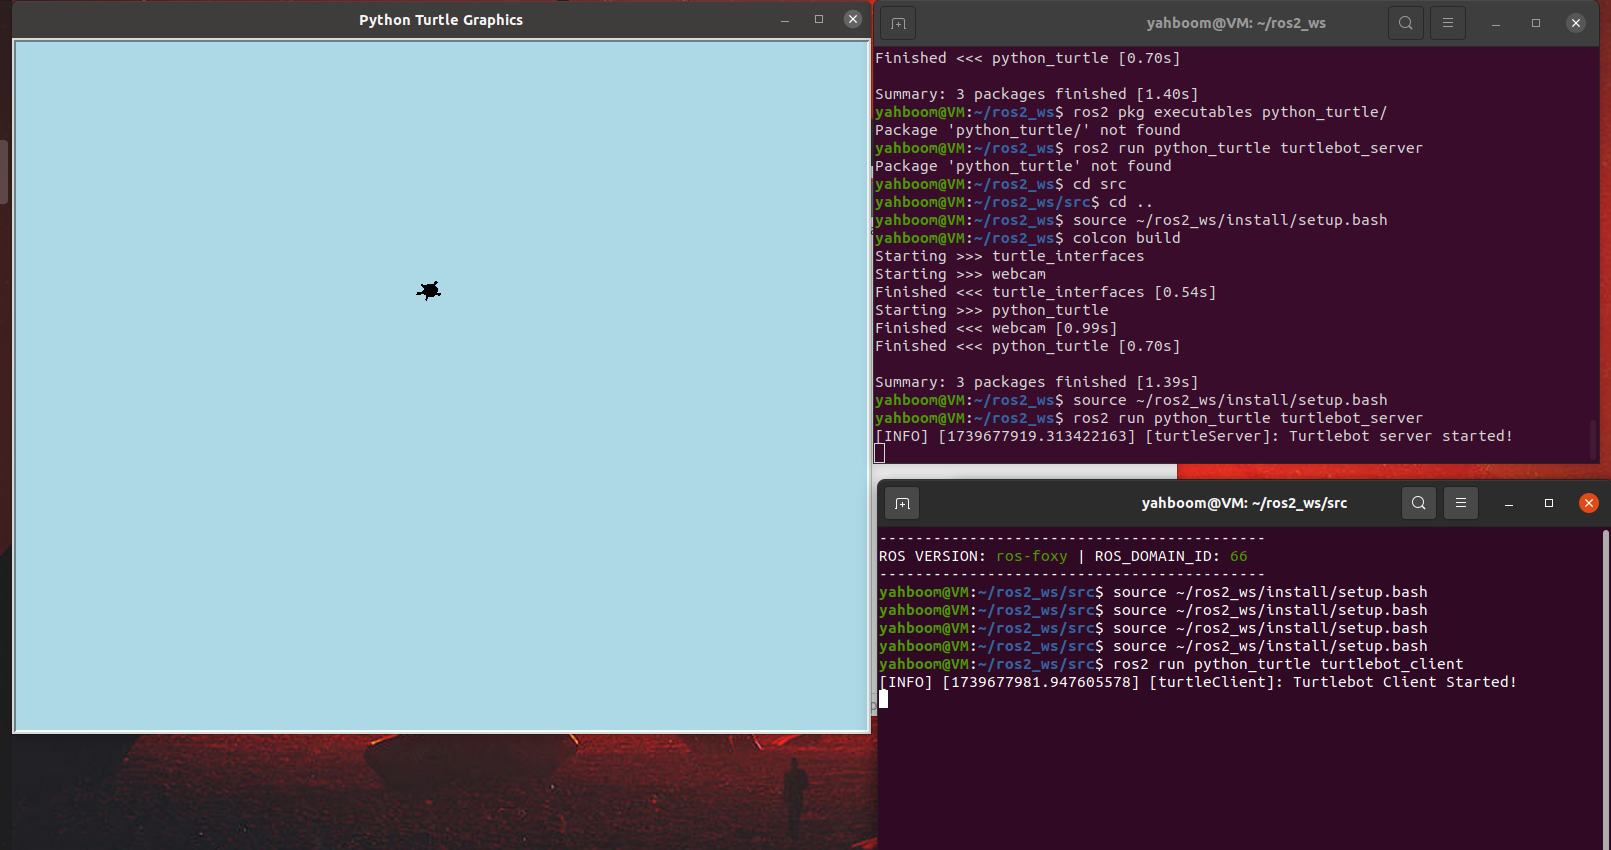 Python Turtle Graphics
yahboom@VM: ~/ros2_ws
Finished <<< python_turtle [0.70s]
Summary: 3 packages finished [1.40s]
yahboom@VM:~/ros2_ws$ ros2 pkg executables python_turtle/
Package 'python_turtle/' not found
yahboom@VM:~/ros2_ws$ ros2 run python_turtle turtlebot_server
Package 'python_turtle' not found
yahboom@VM:~/ros2_ws$ cd src
yahboom@VM:~/ros2_ws/src$ cd ..
yahboom@VM:~/ros2_ws$ source ~/ros2_ws/install/setup.bash
yahboom@VM:~/ros2_ws$ colcon build
Starting >>> turtle_interfaces
Starting >>> webcam
Finished <<< turtle_interfaces [0.54s]
Starting >>> python_turtle
Finished <<< webcam [0.99s]
Finished <<< python_turtle [0.70s]
Summary: 3 packages finished [1.39s]
yahboom@VM:~/ros2_ws$ source ~/ros2_ws/install/setup.bash
yahboom@VM:~/ros2_ws$ ros2 run python_turtle turtlebot_server
[INFO] [1739677919.313422163] [turtleServer]: Turtlebot server started!
yahboom@VM: ~/ros2_ws/src
-------------------------------------------
ROS VERSION: ros-foxy | ROS_DOMAIN_ID: 66
-------------------------------------------
yahboom@VM:~/ros2_ws/src$ source ~/ros2_ws/install/setup.bash
yahboom@VM:~/ros2_ws/src$ source ~/ros2_ws/install/setup.bash
yahboom@VM:~/ros2_ws/src$ source ~/ros2_ws/install/setup.bash
yahboom@VM:~/ros2_ws/src$ source ~/ros2_ws/install/setup.bash
yahboom@VM:~/ros2_ws/src$ ros2 run python_turtle turtlebot_client
[INFO] [1739677981.947605578] [turtleClient]: Turtlebot Client Started!